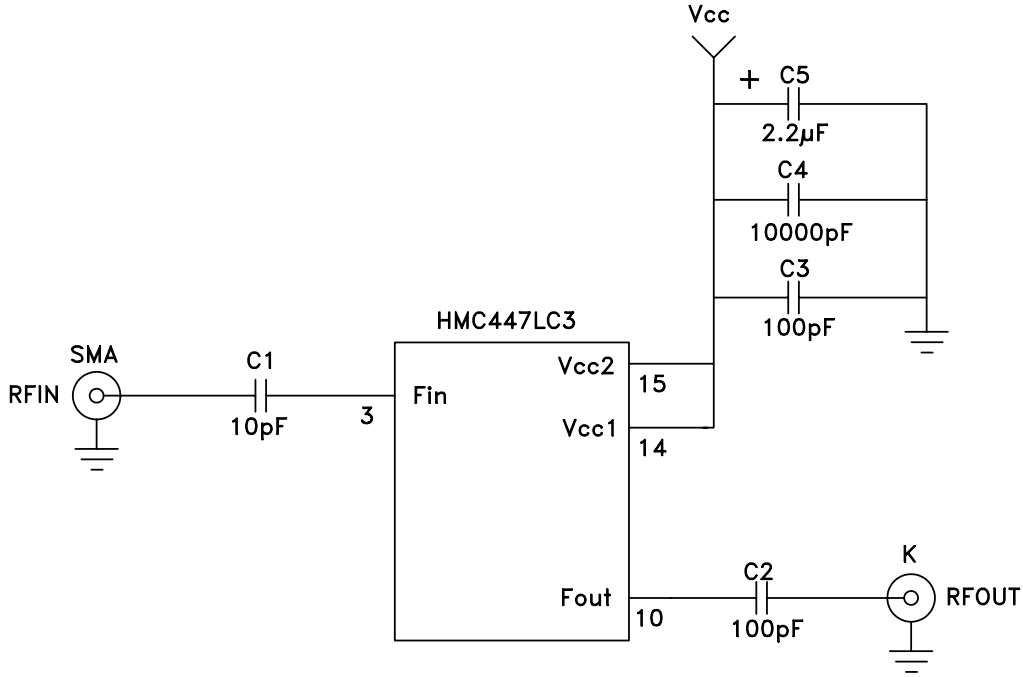 Vcc
+
C5
2.2µF
C4
10000pF
C3
100pF
HMC447LC3
SMA
RFIN
C1
10pF
3
Fin
Vcc2
15
Vcc1
14
Fout
10
C2
100pF
K
RFOUT